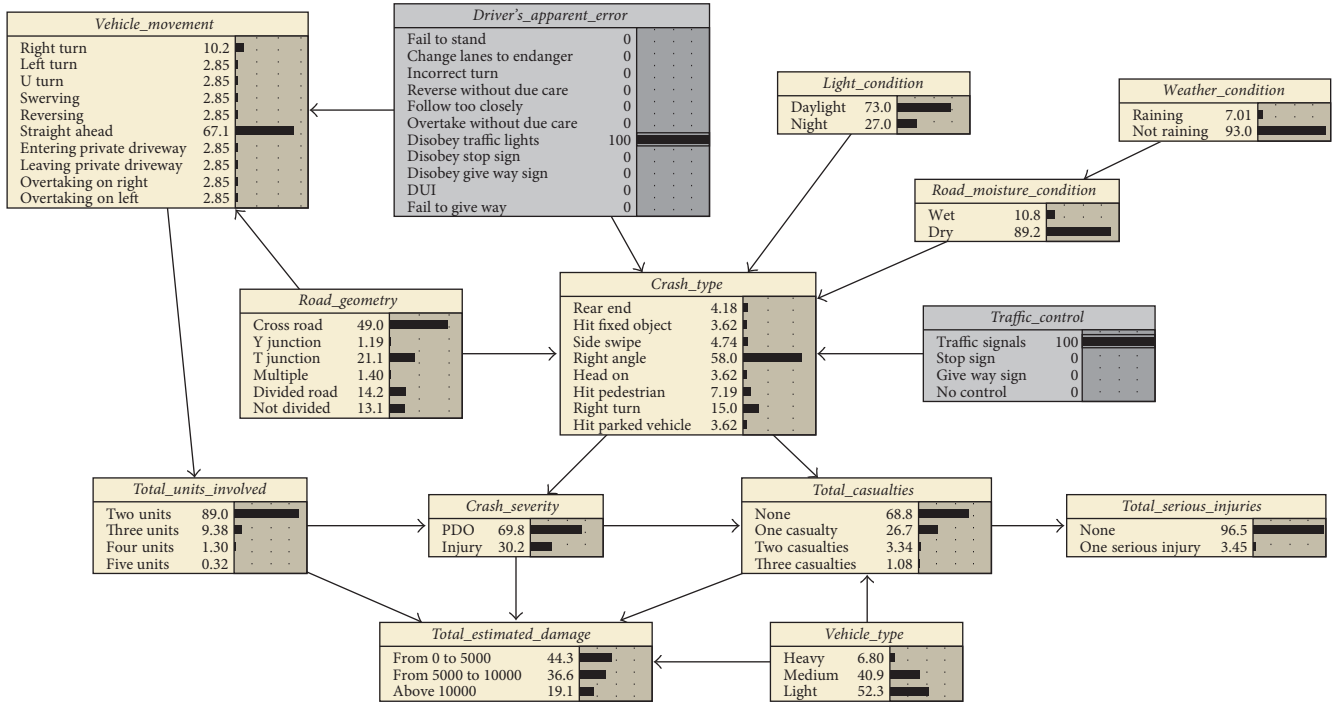 Vehicle_movement
Right turn 10.2
Left turn 2.85
U turn 2.85
Swerving 2.85
Reversing 2.85
Straight ahead 67.1
Entering private driveway 2.85
Leaving private driveway 2.85
Overtaking on right 2.85
Overtaking on left 2.85
Driver's_apparent_error
Fail to stand 0
Change lanes to endanger 0
Incorrect turn 0
Reverse without due care 0
Follow too closely 0
Overtake without due care 0
Disobey traffic lights 100
Disobey stop sign 0
Disobey give way sign 0
DUI 0
Fail to give way 0
Light_condition
Daylight 73.0
Night 27.0
Weather_condition
Raining 7.01
Not raining 93.0
Road_moisture_condition
Wet 10.8
Dry 89.2
Road_geometry
Cross road 49.0
Y junction 1.19
T junction 21.1
Multiple 1.40
Divided road 14.2
Not divided 13.1
Crash_type
Rear end 4.18
Hit fixed object 3.62
Side swipe 4.74
Right angle 58.0
Head on 3.62
Hit pedestrian 7.19
Right turn 15.0
Hit parked vehicle 3.62
Traffic_control
Traffic signals 100
Stop sign 0
Give way sign 0
No control 0
Total_units_involved
Two units 89.0
Three units 9.38
Four units 1.30
Five units 0.32
Crash_severity
PDO 69.8
Injury 30.2
Total_casualties
None 68.8
One casualty 26.7
Two casualties 3.34
Three casualties 1.08
Total_serious_injuries
None 96.5
One serious injury 3.45
Total_estimated_damage
From 0 to 5000 44.3
From 5000 to 10000 36.6
Above 10000 19.1
Vehicle_type
Heavy 6.80
Medium 40.9
Light 52.3